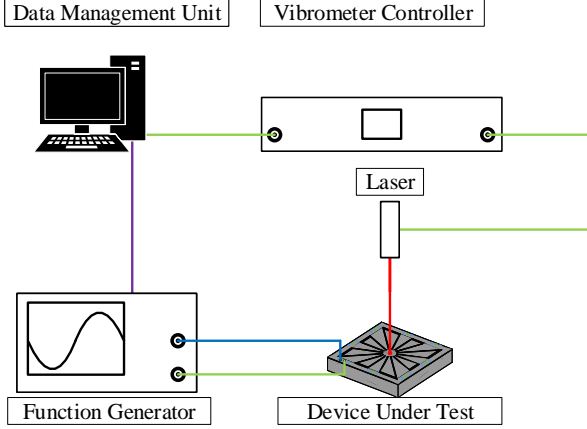 Data Management Unit
Vibrometer Controller
Laser
Function Generator
Device Under Test